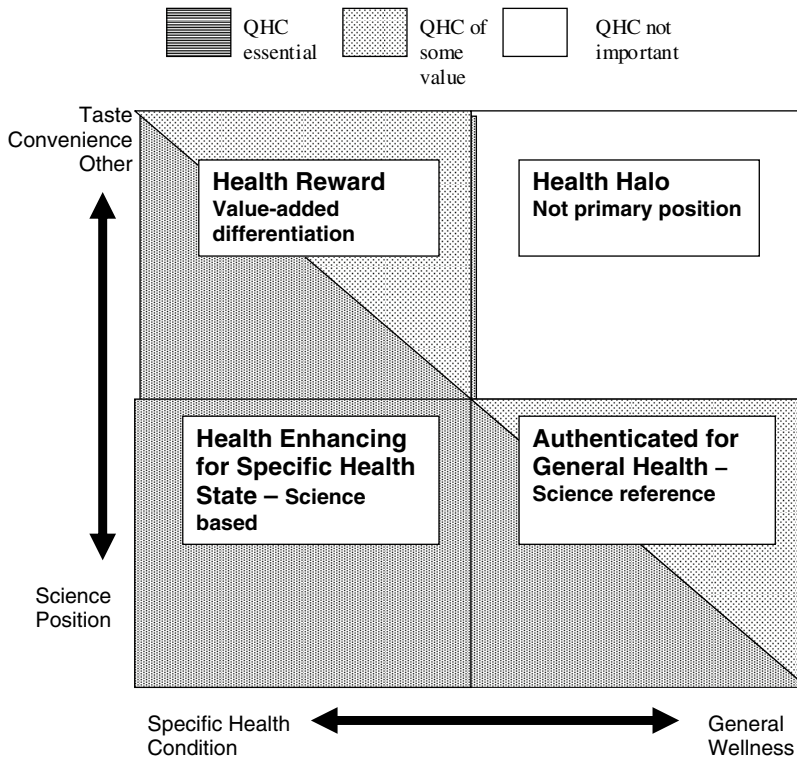 QHC
essential
QHC of
some
value
QHC not
important
Taste
Convenience
Other
Health Reward
Value-added
differentiation
Health Halo
Not primary position
Health Enhancing
for Specific Health
State – Science
based
Authenticated for
General Health –
Science reference
Science
Position
Specific Health
Condition
General
Wellness